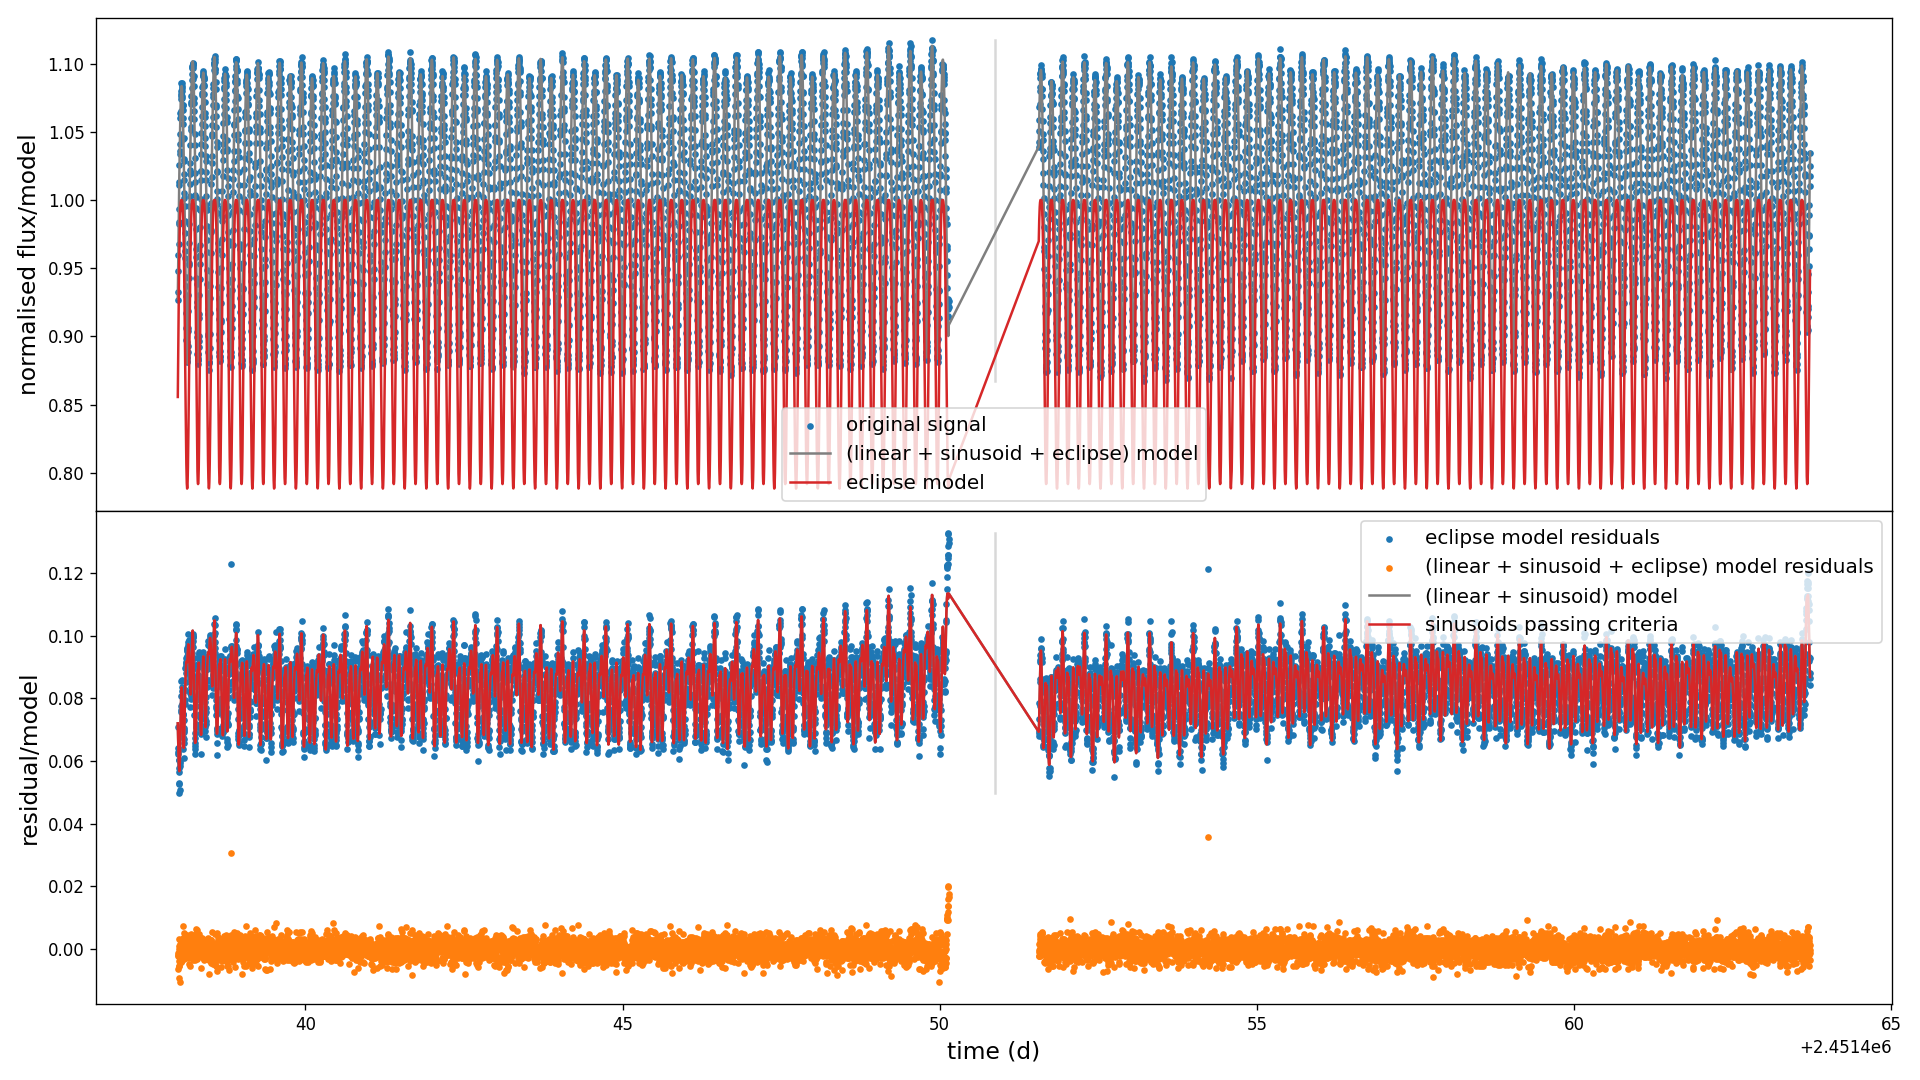 normalised flux/model
1.10
1.05
1.00
0.95
0.90
0.85
0.80
original signal
(linear + sinusoid + eclipse) model
eclipse model
residual/model
0.12
0.10
0.08
0.06
0.04
0.02
0.00
eclipse model residuals
(linear + sinusoid + eclipse) model residuals
(linear + sinusoid) model
sinusoids passing criteria
40
45
50
55
60
65
time (d)
+2.4514e6